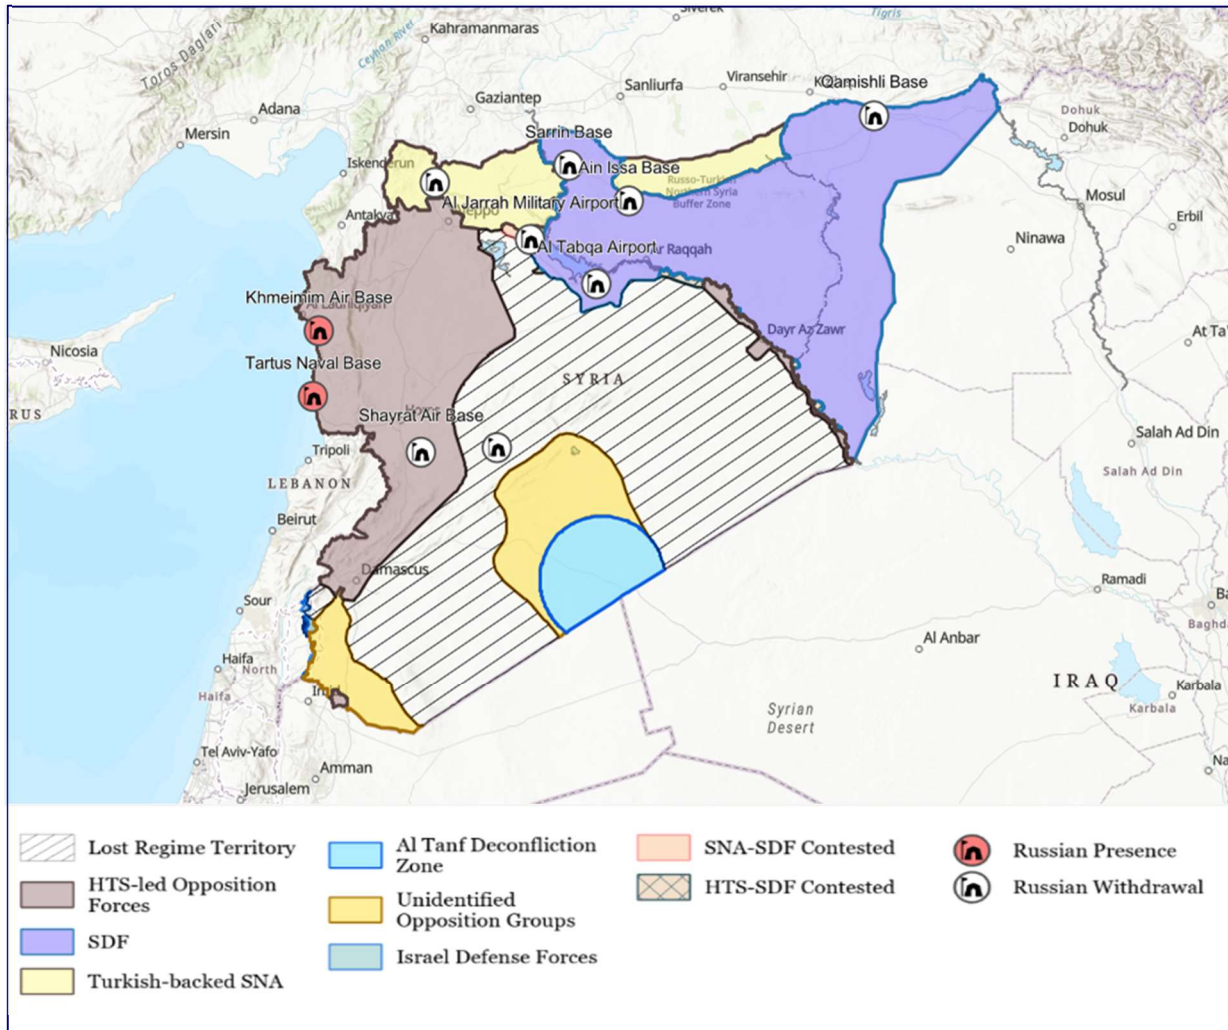 Siverek
Tigris
Kahramanmaras
Toros Daglari
Ceyhan River
Viransehir
Qamishli Base
Sanliurfa
Gaziantep
Adana
Dohuk
Dohuk
Mersin
Sarrin Base
Iskenderun
Ain Issa Base
Russo-Turkish
Northern Syria
Buffer Zone
Mosul
Al Jarrah Military Airport
Antakya
Erbil
Ninawa
Al Tabqa Airport
Ar Raqqah
Khmeimim Air Base
Al Ladhiqiyah
Dayr Az Zawr
At Ta'
Nicosia
Tartus Naval Base
SYRIA
RUS
Shayrat Air Base
Tripoli
Salah Ad Din
Salah Ad Din
LEBANON
Beirut
Damascus
Ramadi
Sour
Ba
Baghda
Al Anbar
Haifa
North
Haifa
Irbid
IRAQ
Karbala
Karbala
Syrian
Desert
Tel Aviv-Yafo
Amman
Na
Jerusalem
Lost Regime Territory
HTS-led Opposition
Forces
SDF
Turkish-backed SNA
Al Tanf Deconfliction
Zone
Unidentified
Opposition Groups
Israel Defense Forces
SNA-SDF Contested
HTS-SDF Contested
Russian Presence
Russian Withdrawal